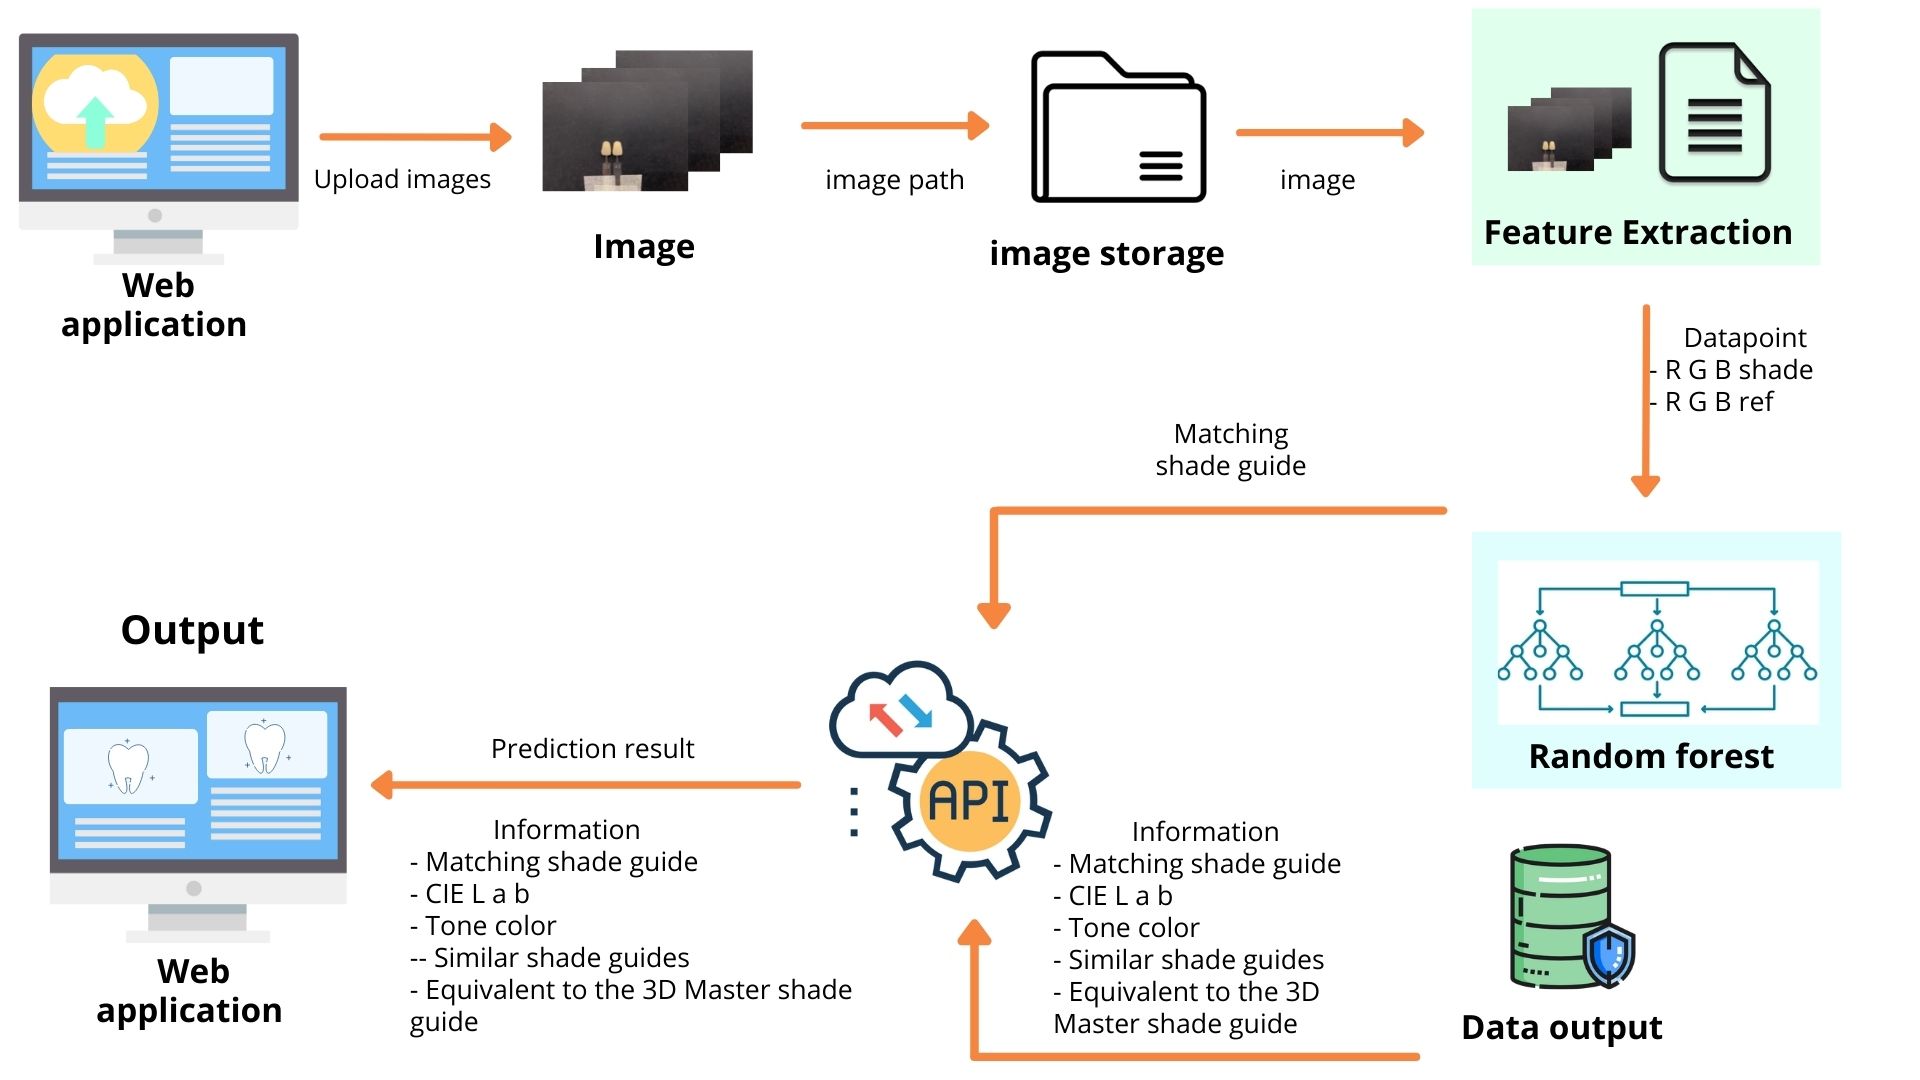 Upload images
image path
image
Web
application
Image
image storage
Feature Extraction
Datapoint
- R G B shade
- R G B ref
Matching
shade guide
Random forest
Output
Prediction result
API
Information
- Matching shade guide
- CIE L a b
- Tone color
-- Similar shade guides
- Equivalent to the 3D Master shade
guide
Information
- Matching shade guide
- CIE L a b
- Tone color
- Similar shade guides
- Equivalent to the 3D
Master shade guide
Web
application
Data output